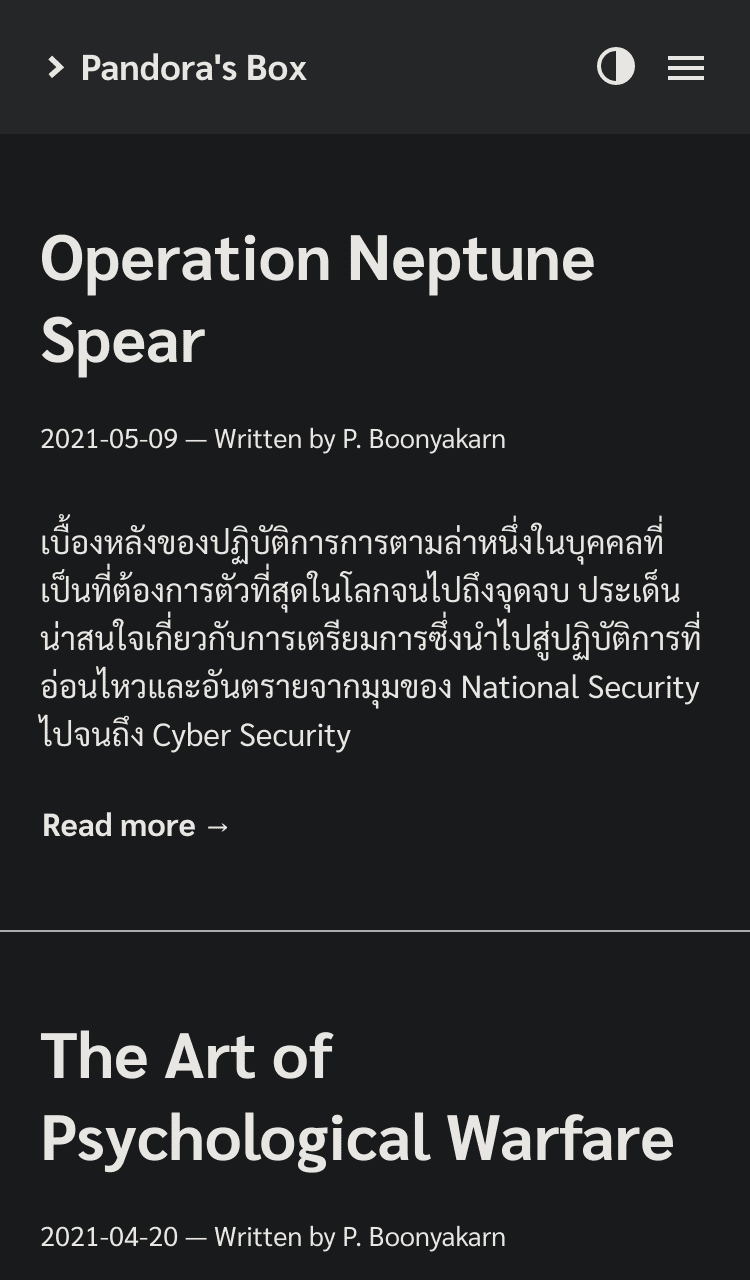 Pandora's Box
Operation Neptune
Spear
2021-05-09 — Written by P. Boonyakarn
เบื้องหลังของปฏิบัติการการตามล่าหนึ่งในบุคคลที่
เป็นที่ต้องการตัวที่สุดในโลกจนไปถึงจุดจบ ประเด็น
น่าสนใจเกี่ยวกับการเตรียมการซึ่งนำไปสู่ปฏิบัติการที่
อ่อนไหวและอันตรายจากมุมของ National Security
ไปจนถึง Cyber Security
Read more →
The Art of
Psychological Warfare
2021-04-20 — Written by P. Boonyakarn